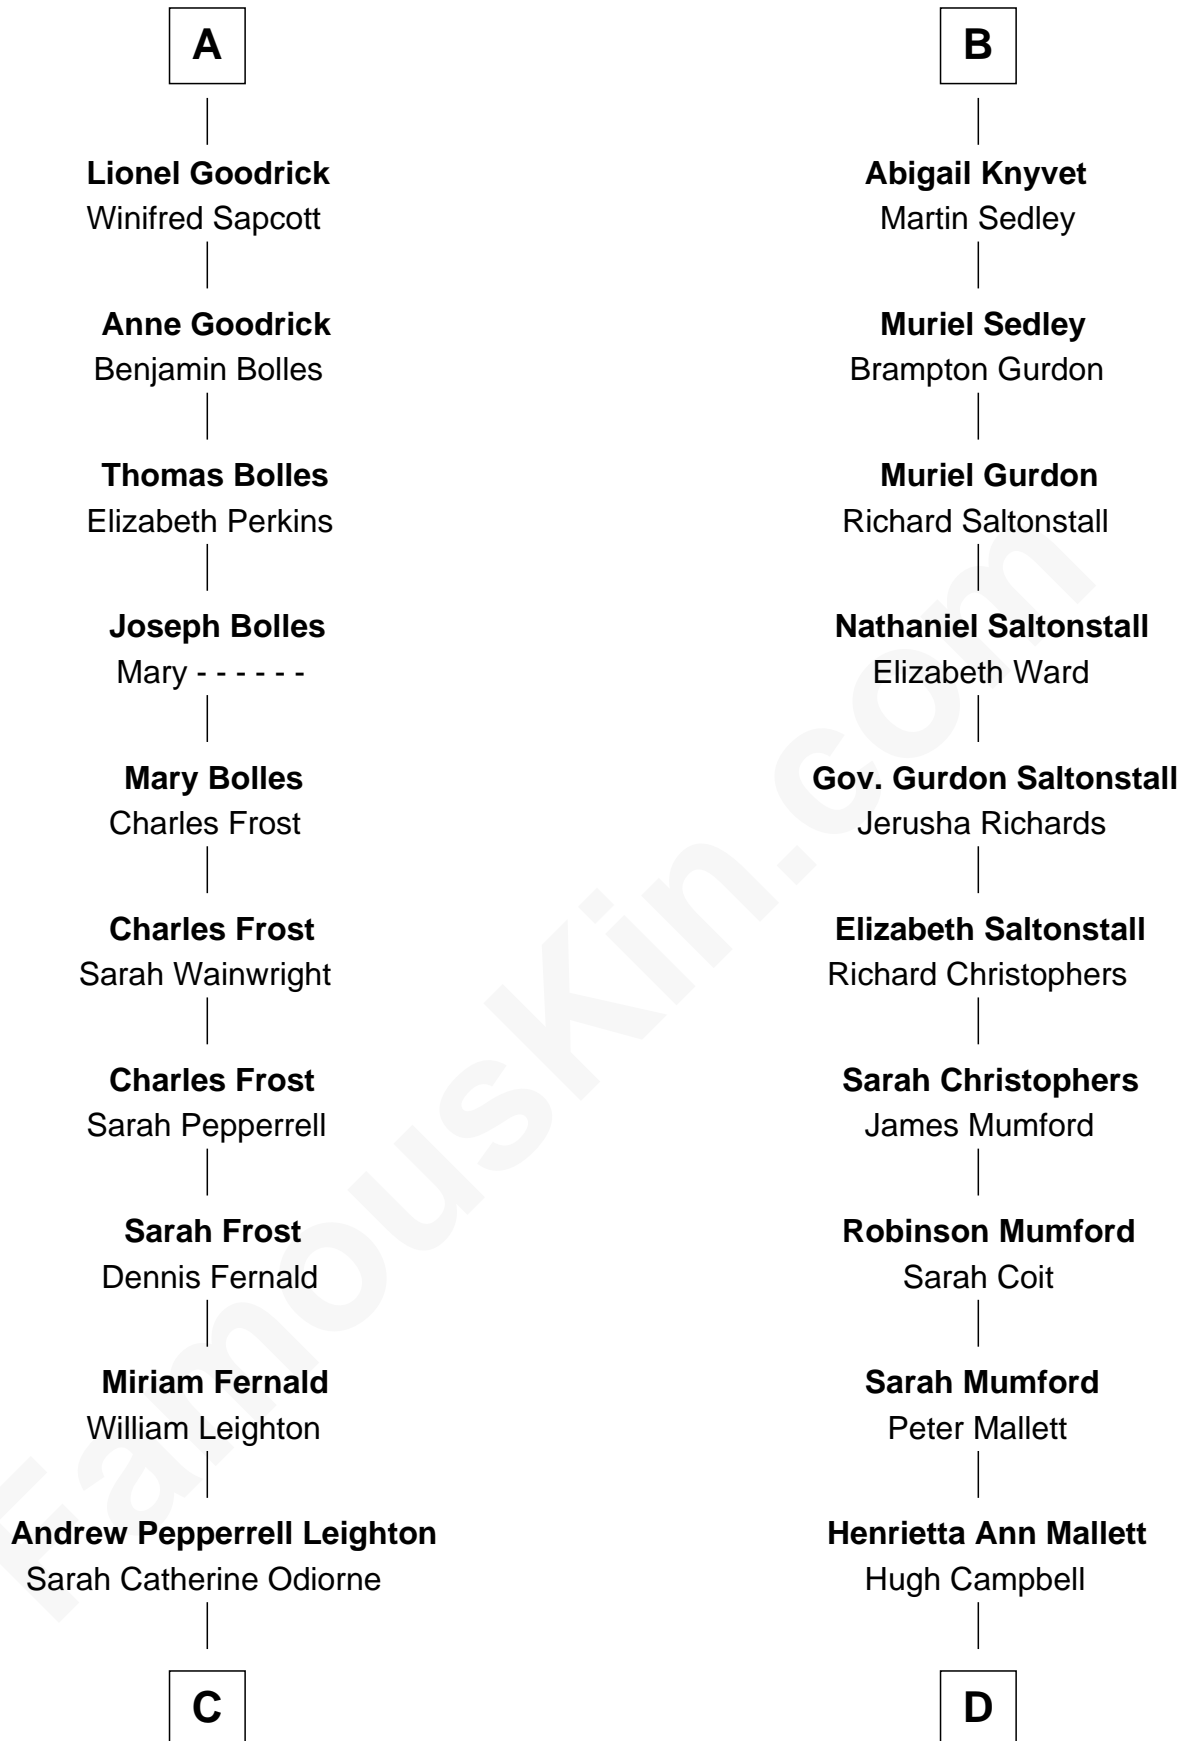 A
Lionel Goodrick
Winifred Sapcott
Anne Goodrick
Benjamin Bolles
Thomas Bolles
Elizabeth Perkins
Joseph Bolles
Mary - - - - - -
Mary Bolles
Charles Frost
Charles Frost
Sarah Wainwright
Charles Frost
Sarah Pepperrell
Sarah Frost
Dennis Fernald
Miriam Fernald
William Leighton
Andrew Pepperrell Leighton
Sarah Catherine Odiorne
C
B
Abigail Knyvet
Martin Sedley
Muriel Sedley
Brampton Gurdon
Muriel Gurdon
Richard Saltonstall
Nathaniel Saltonstall
Elizabeth Ward
Gov. Gurdon Saltonstall
Jerusha Richards
Elizabeth Saltonstall
Richard Christophers
Sarah Christophers
James Mumford
Robinson Mumford
Sarah Coit
Sarah Mumford
Peter Mallett
Henrietta Ann Mallett
Hugh Campbell
D
FamousKin.com